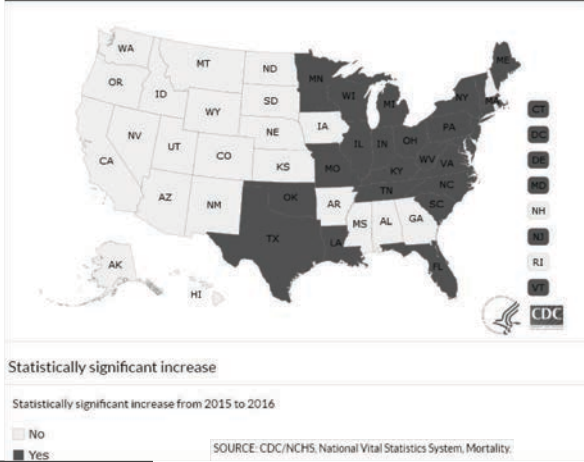 WA
MT
ND
MN
ME
OR
ID
SD
WI
MI
NY
MA
WY
CT
IA
PA
NE
DC
NV
IL
IN
OH
UT
DE
CO
WV
VA
CA
KS
MO
KY
MD
NC
TN
NH
AZ
NM
OK
AR
SC
NJ
MS
AL
GA
TX
LA
RI
AK
FL
VT
HI
CDC
Statistically significant increase
Statistically significant increase from 2015 to 2016
No
Yes
SOURCE: CDC/NCHS, National Vital Statistics System, Mortality.